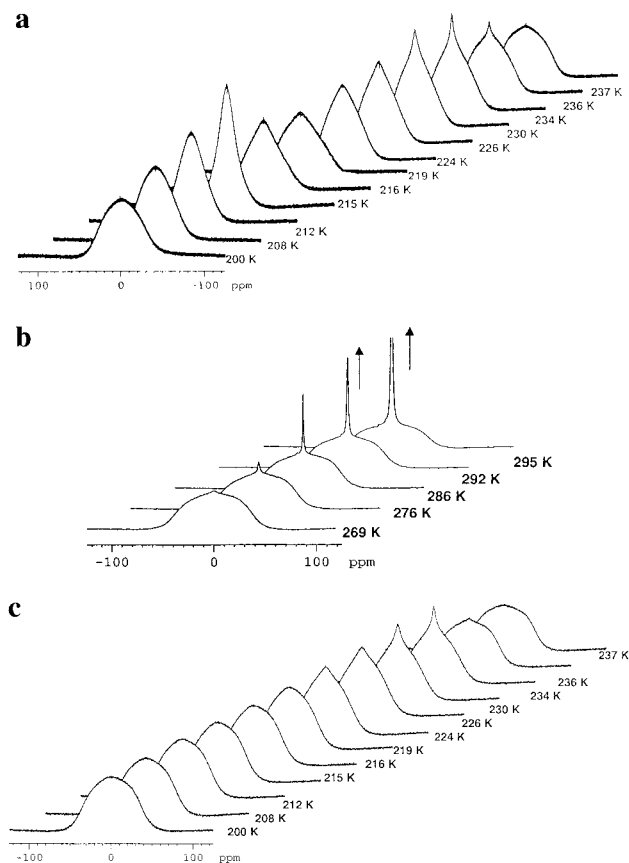 a
237 K
236 K
234 K
230 K
226 K
224 K
219 K
216 K
215 K
212 K
208 K
200 K
100 0 -100 ppm
b
295 K
292 K
286 K
276 K
269 K
-100 0 100 ppm
c
237 K
236 K
234 K
230 K
226 K
224 K
219 K
216 K
215 K
212 K
208 K
200 K
-100 0 100 ppm